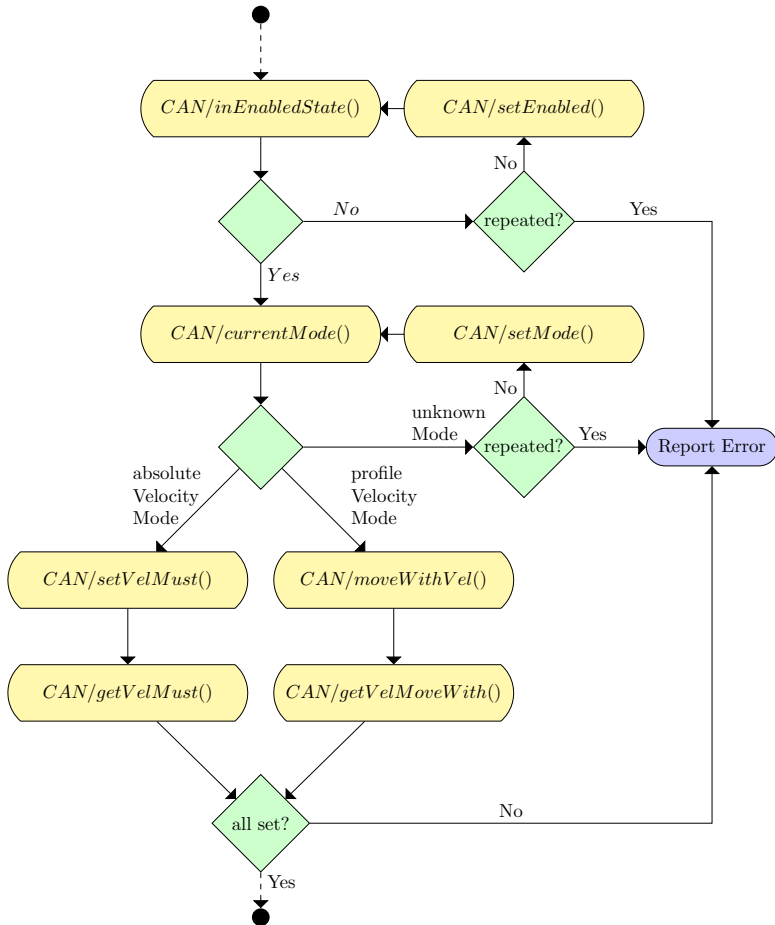 CAN/inEnabledState()
CAN/setEnabled()
No
No
repeated?
Yes
Yes
CAN/currentMode()
CAN/setMode()
No
unknown
Mode
repeated?
Yes
Report Error
absolute
Velocity
Mode
profile
Velocity
Mode
CAN/setVelMust()
CAN/moveWithVel()
CAN/getVelMust()
CAN/getVelMoveWith()
all set?
No
Yes